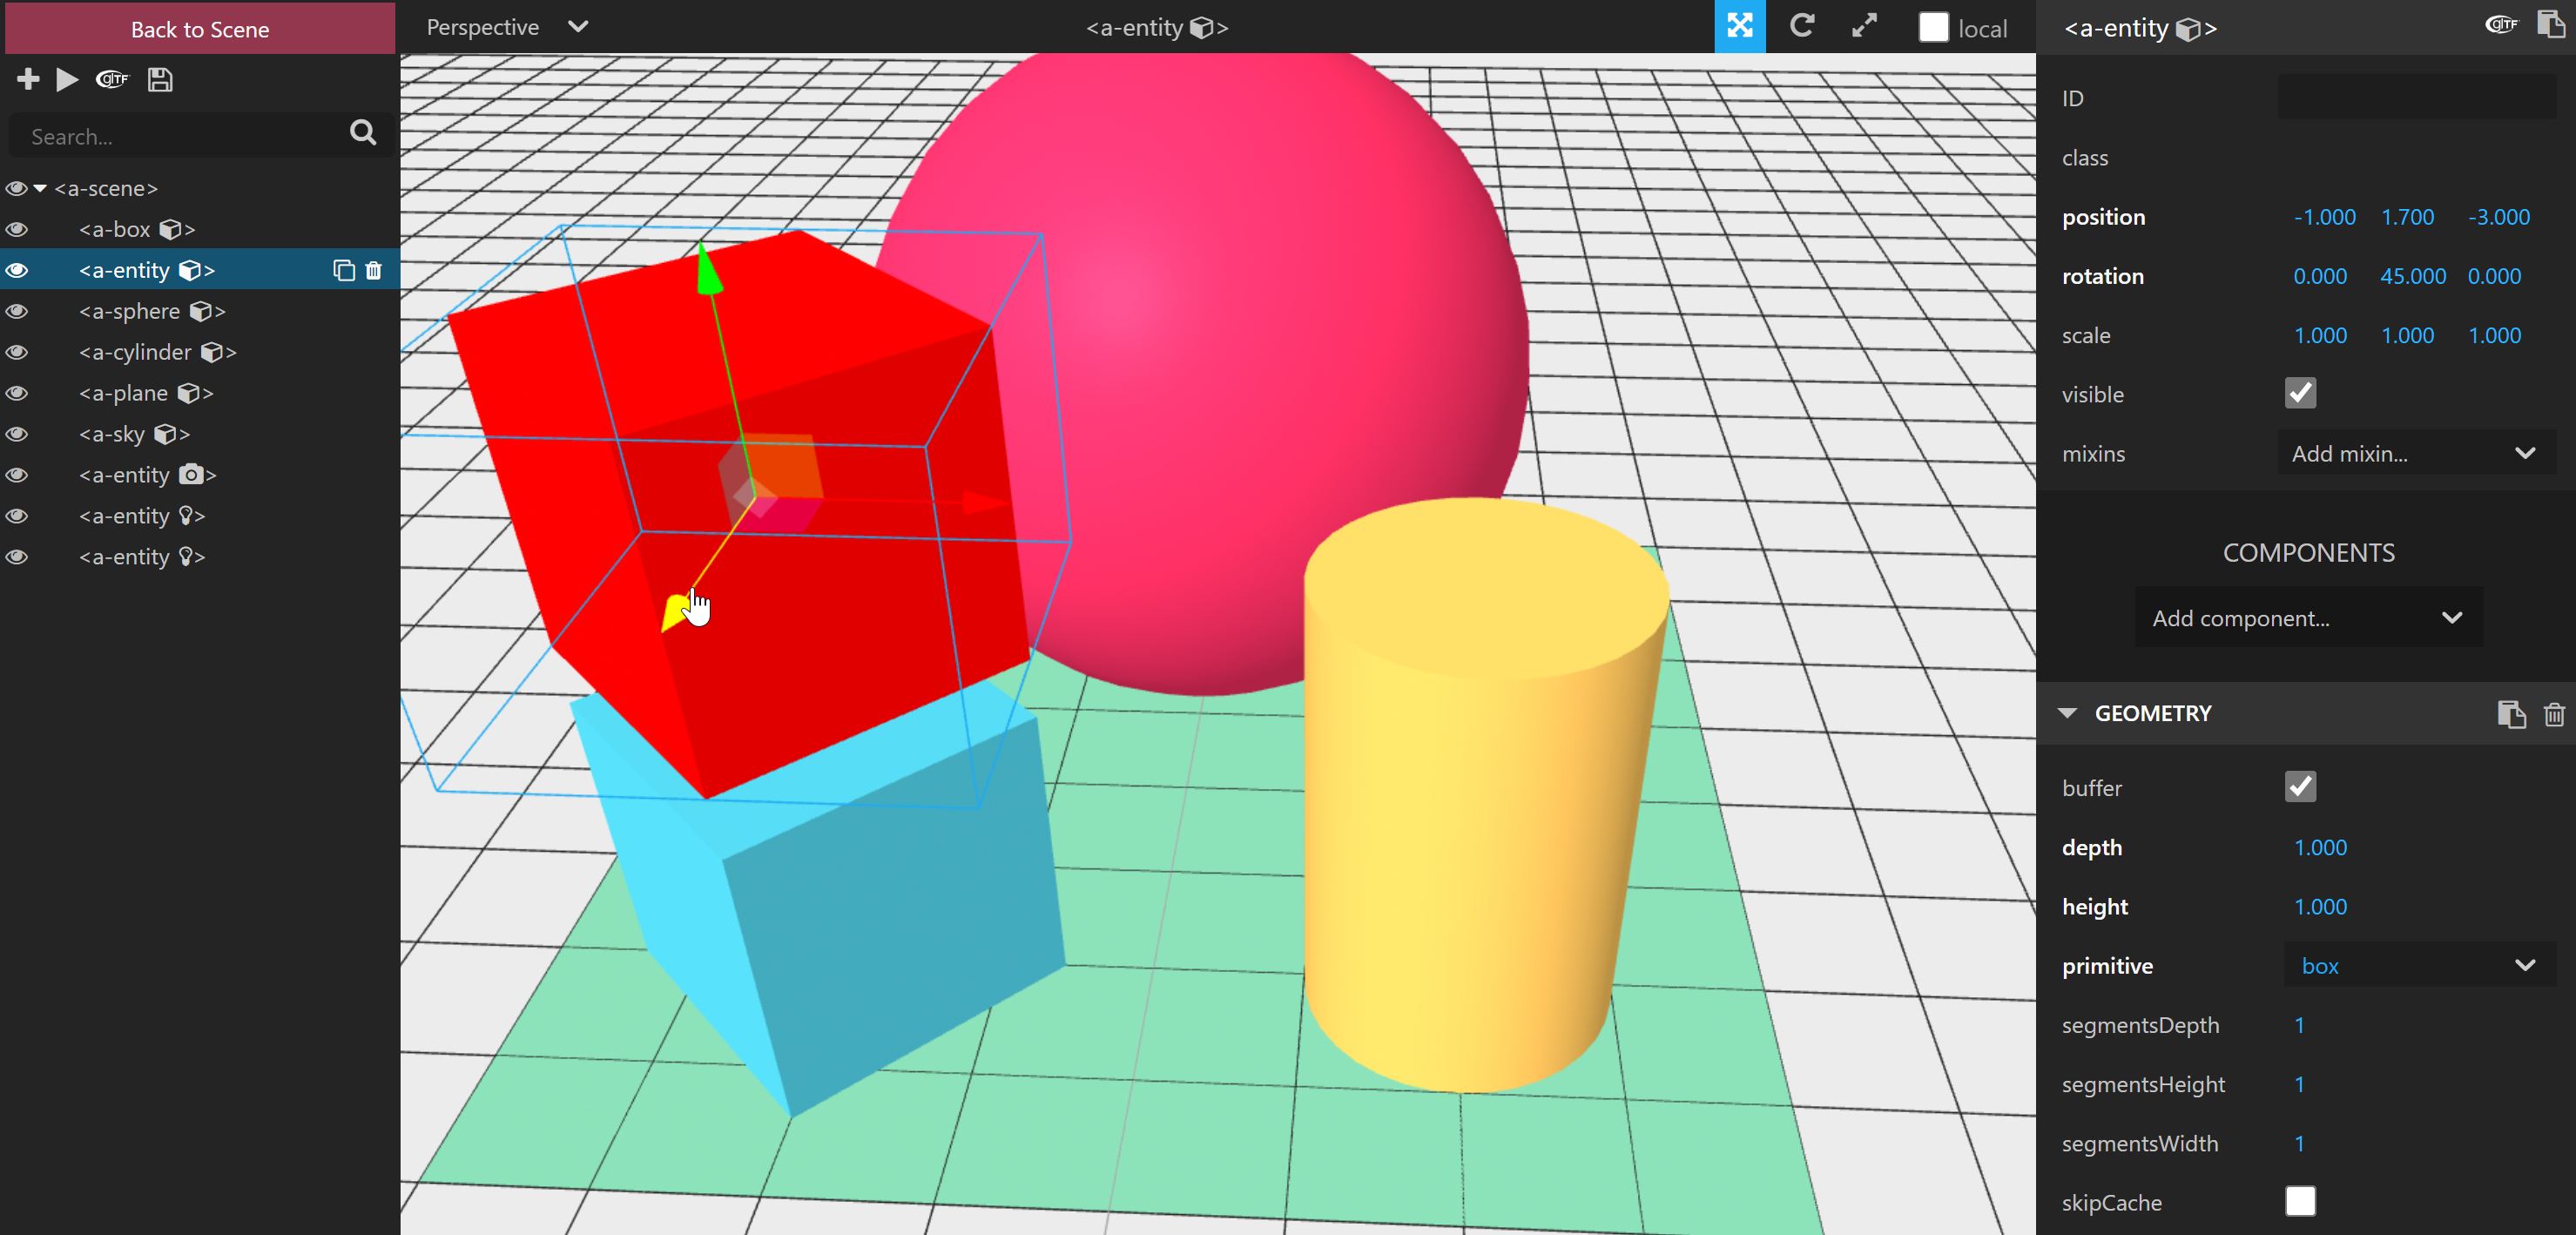 Back to Scene
Perspective
<a-entity >
local
<a-entity >
glTF
glTF
Search...
<a-scene>
<a-box >
<a-entity >
<a-sphere >
<a-cylinder >
<a-plane >
<a-sky >
<a-entity >
<a-entity >
<a-entity >
ID
class
position -1.000 1.700 -3.000
rotation 0.000 45.000 0.000
scale 1.000 1.000 1.000
visible
mixins Add mixin...
COMPONENTS
Add component...
GEOMETRY
buffer
depth 1.000
height 1.000
primitive box
segmentsDepth 1
segmentsHeight 1
segmentsWidth 1
skipCache